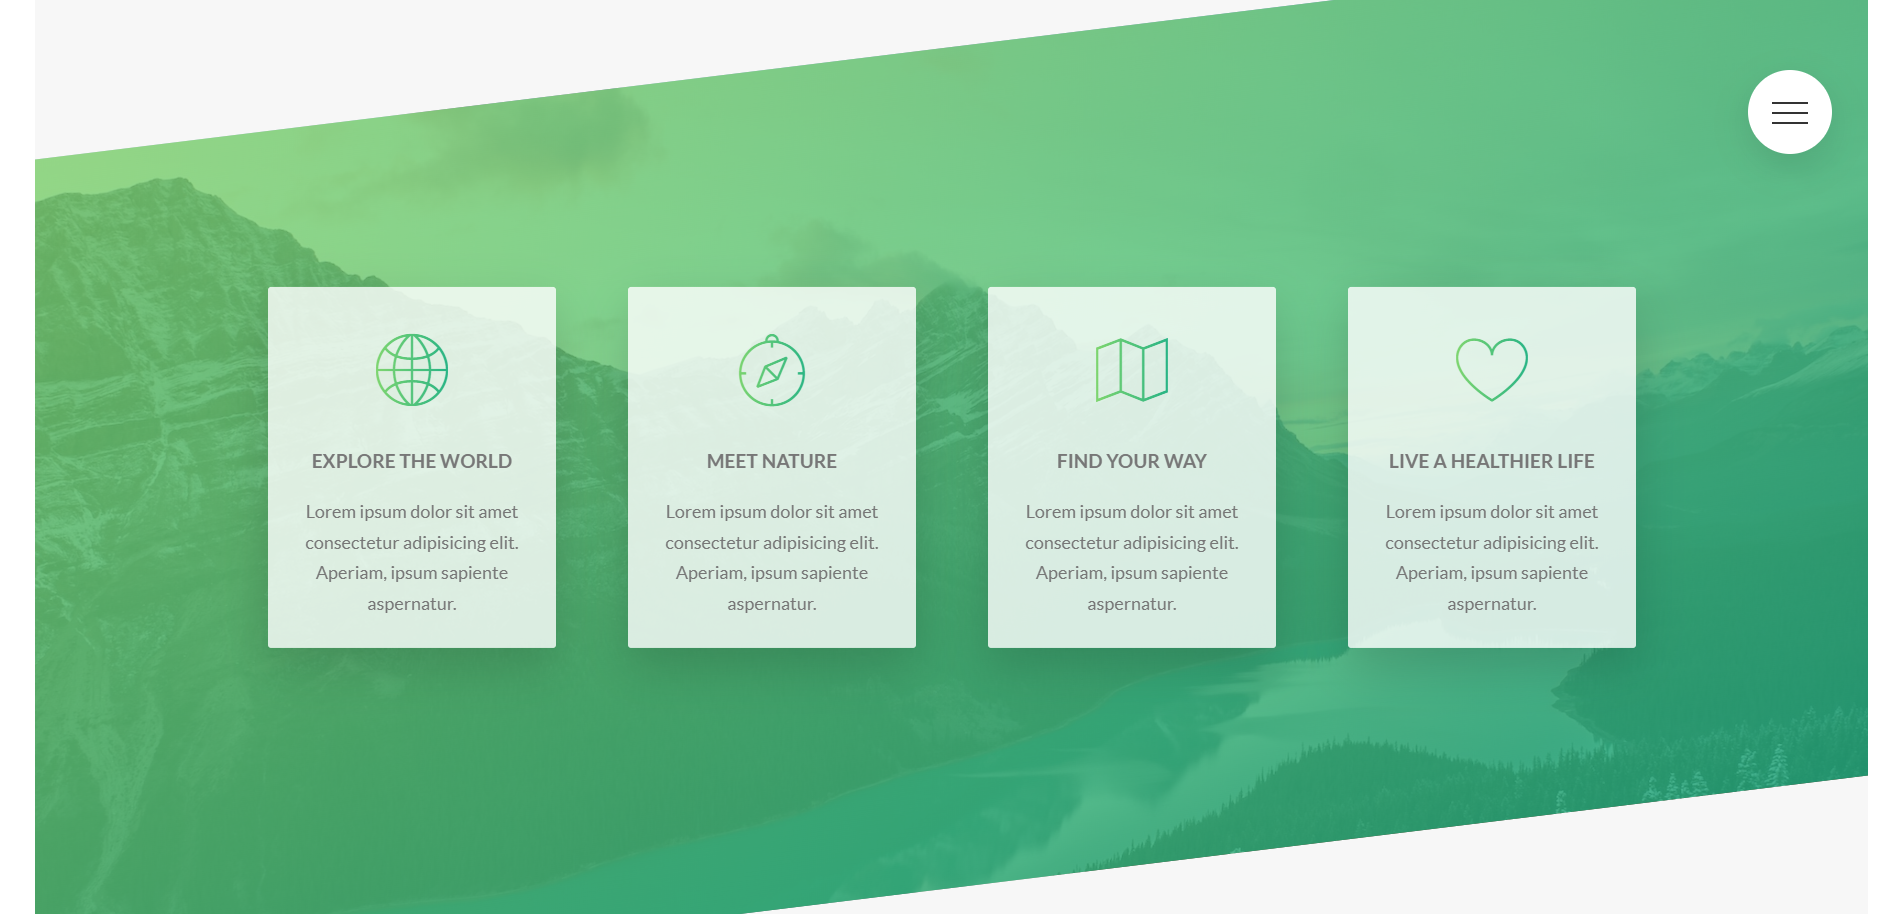 EXPLORE THE WORLD
Lorem ipsum dolor sit amet
consectetur adipisicing elit.
Aperiam, ipsum sapiente
aspernatur.
MEET NATURE
Lorem ipsum dolor sit amet
consectetur adipisicing elit.
Aperiam, ipsum sapiente
aspernatur.
FIND YOUR WAY
Lorem ipsum dolor sit amet
consectetur adipisicing elit.
Aperiam, ipsum sapiente
aspernatur.
LIVE A HEALTHIER LIFE
Lorem ipsum dolor sit amet
consectetur adipisicing elit.
Aperiam, ipsum sapiente
aspernatur.